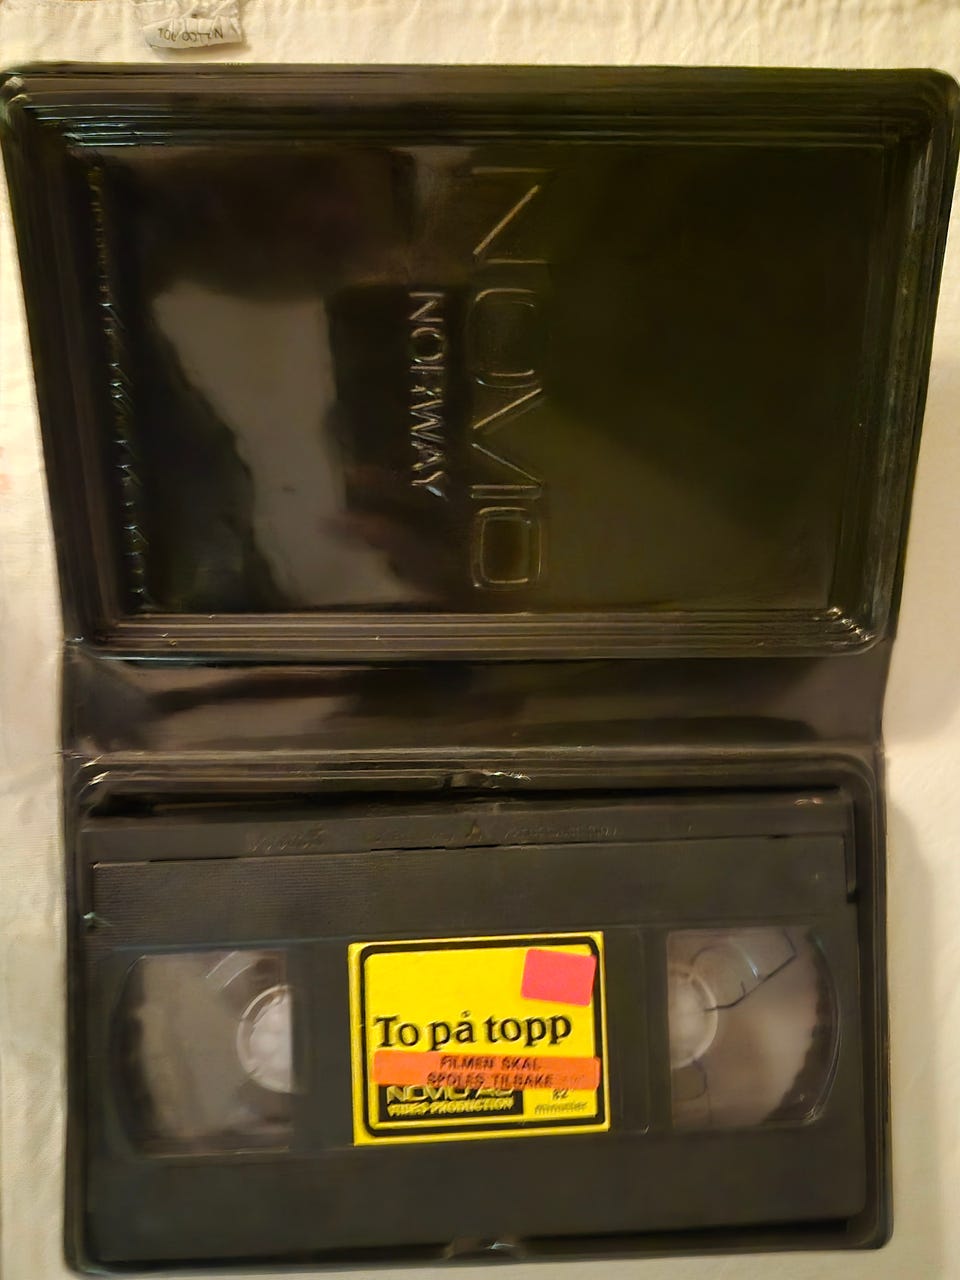 NOVIO
NORWAY
To på topp
FILMEN SKAL
SPOLES TILBAKE
NOVIO AS
VIDEO PRODUCTION
82
minutter